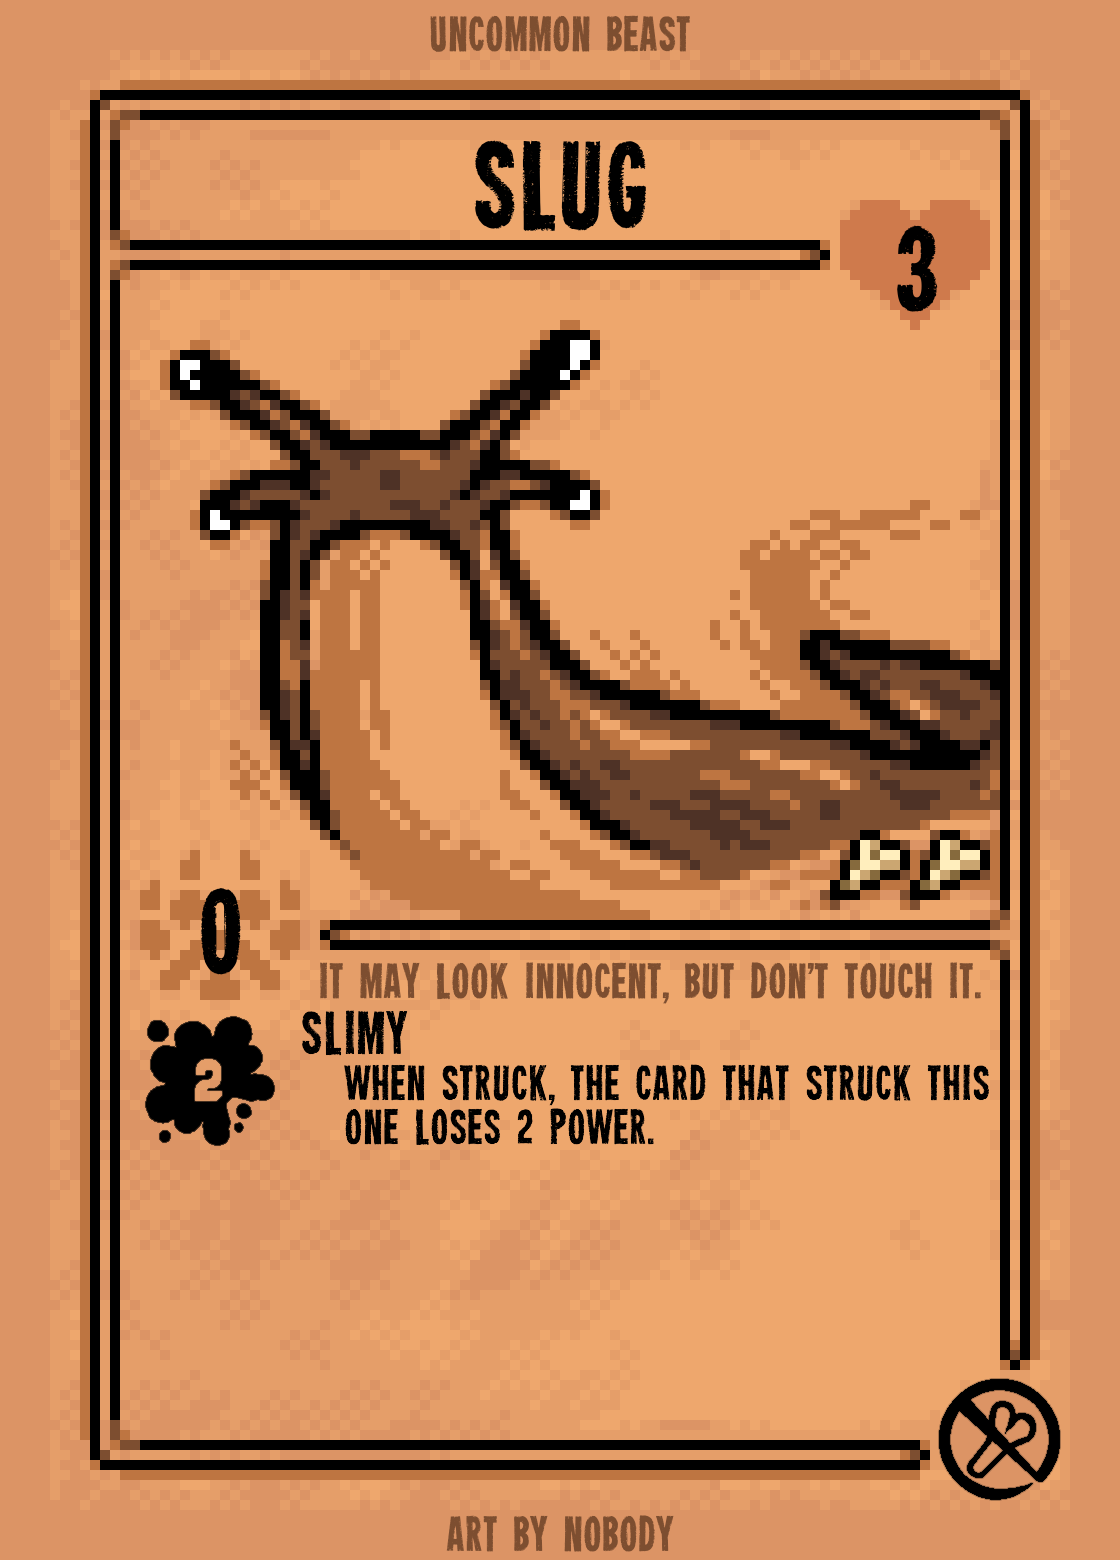 UNCOMMON BEAST
SLUG
3
0
IT MAY LOOK INNOCENT, BUT DON'T TOUCH IT.
SLIMY
2
WHEN STRUCK, THE CARD THAT STRUCK THIS
ONE LOSES 2 POWER.
ART BY NOBODY